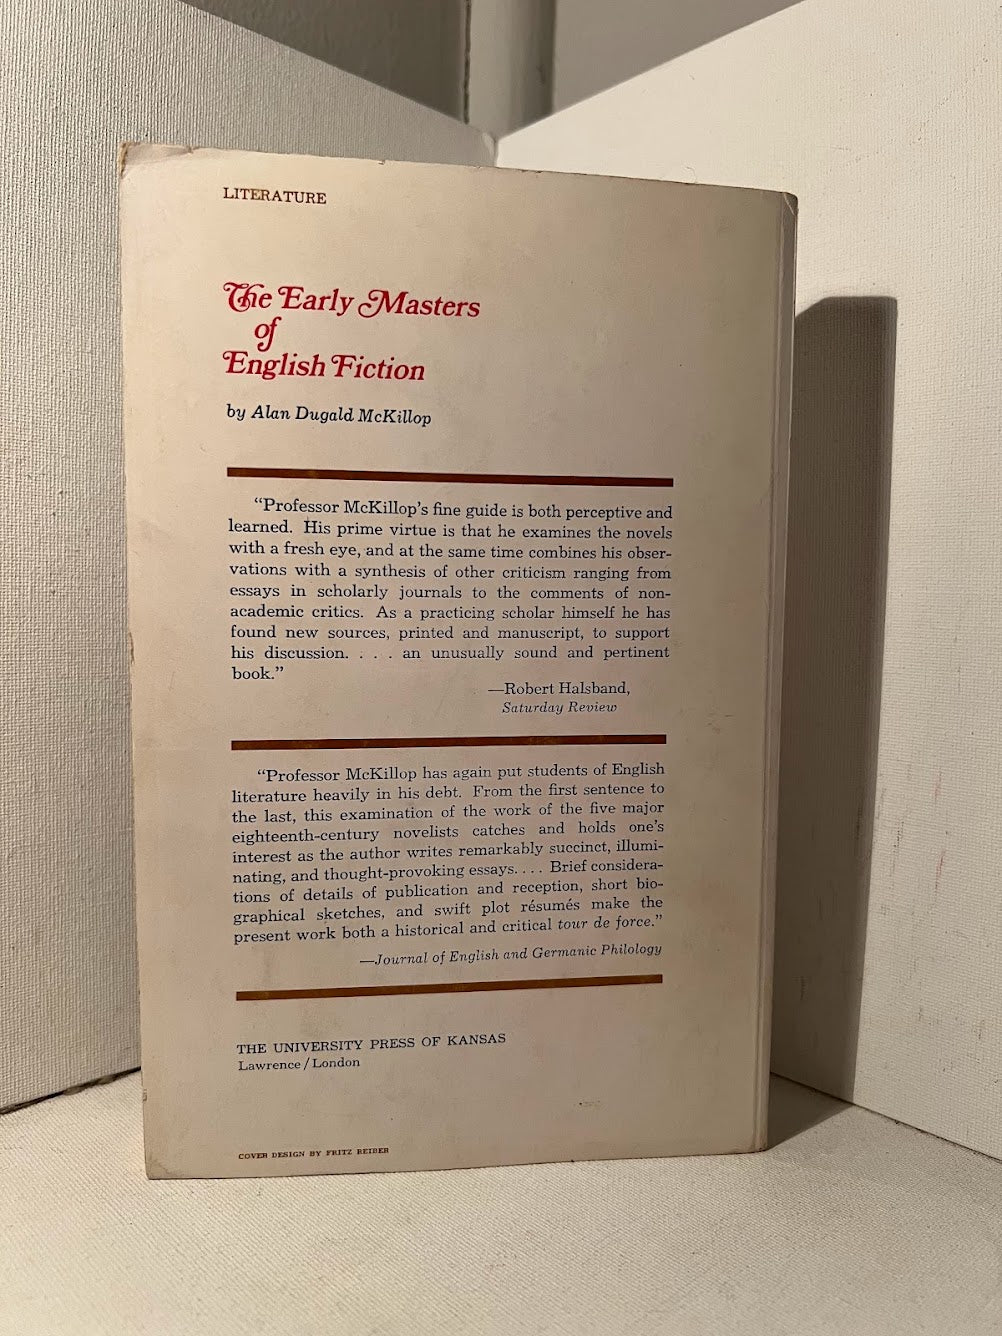 LITERATURE
The Early Masters
of
English Fiction
by Alan Dugald McKillop
“Professor McKillop’s fine guide is both perceptive and
learned. His prime virtue is that he examines the novels
with a fresh eye, and at the same time combines his obser-
vations with a synthesis of other criticism ranging from
essays in scholarly journals to the comments of non-
academic critics. As a practicing scholar himself he has
found new sources, printed and manuscript, to support
his discussion. . . . an unusually sound and pertinent
book.”
—Robert Halsband,
Saturday Review
“Professor McKillop has again put students of English
literature heavily in his debt. From the first sentence to
the last, this examination of the work of the five major
eighteenth-century novelists catches and holds one’s
interest as the author writes remarkably succinct, illumi-
nating, and thought-provoking essays. . . . Brief considera-
tions of details of publication and reception, short bio-
graphical sketches, and swift plot résumés make the
present work both a historical and critical tour de force.”
—Journal of English and Germanic Philology
THE UNIVERSITY PRESS OF KANSAS
Lawrence / London
COVER DESIGN BY FRITZ REIBER